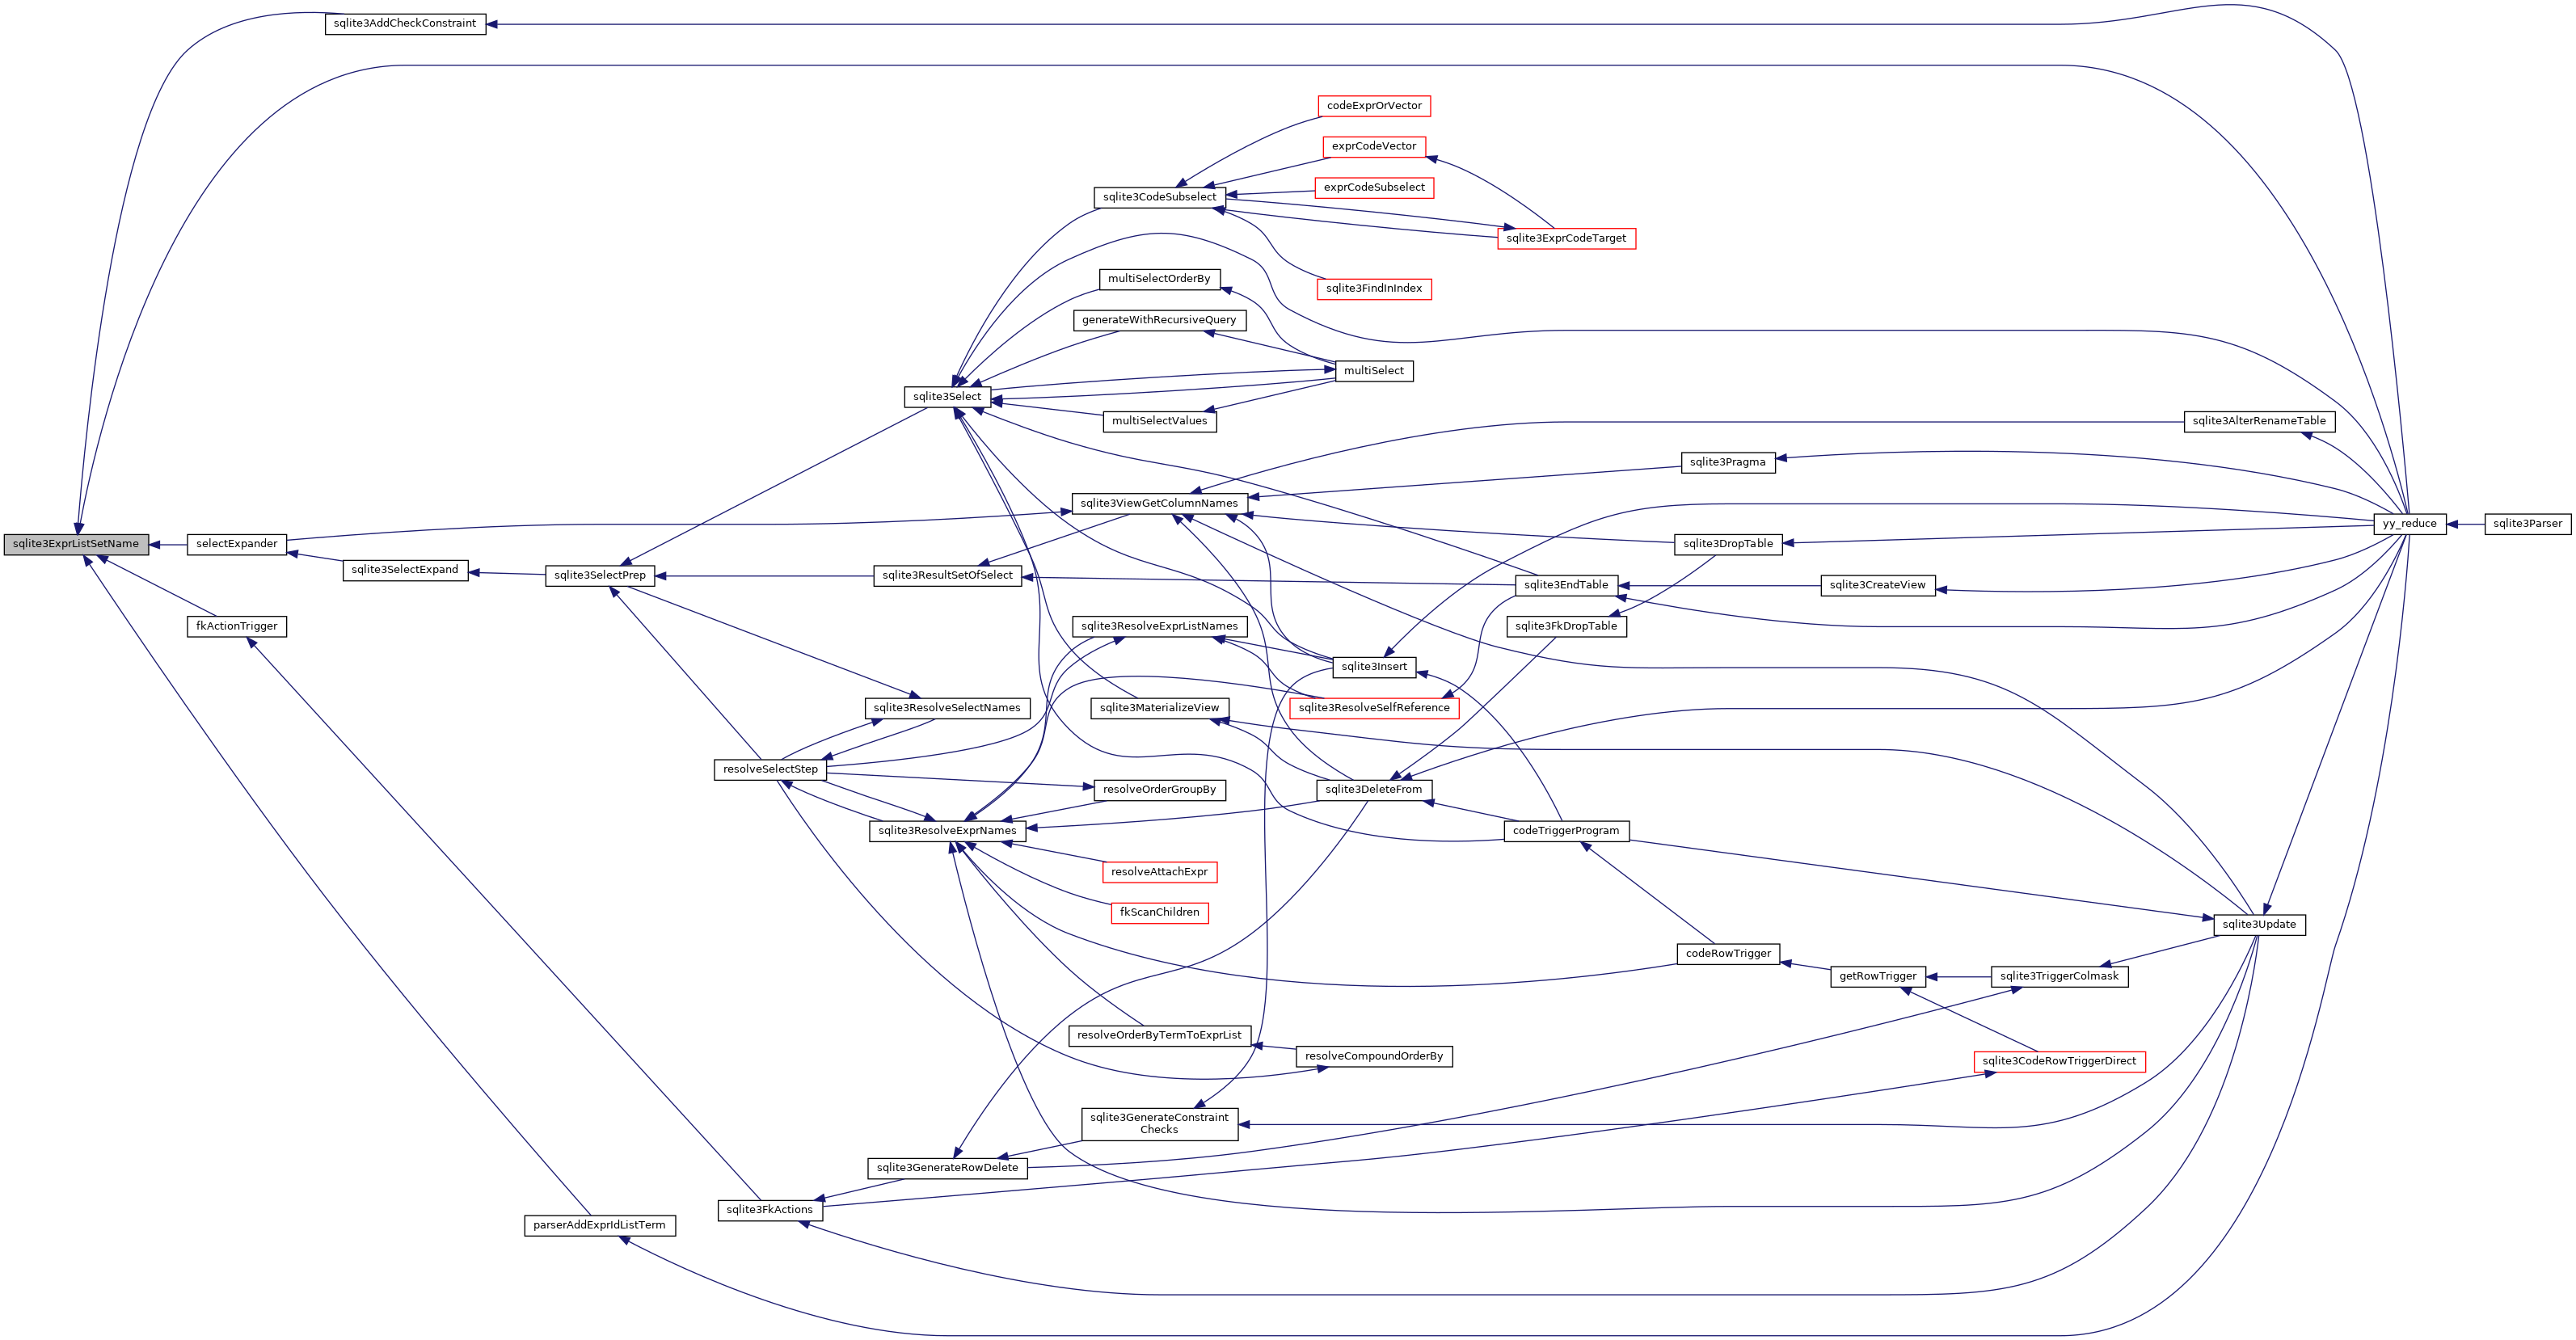 sqlite3AddCheckConstraint
codeExprOrVector
exprCodeVector
exprCodeSubselect
sqlite3CodeSubselect
sqlite3ExprCodeTarget
multiSelectOrderBy
sqlite3FindInIndex
generateWithRecursiveQuery
multiSelect
sqlite3Select
multiSelectValues
sqlite3AlterRenameTable
sqlite3Pragma
sqlite3ViewGetColumnNames
yy_reduce
sqlite3Parser
sqlite3ExprListSetName
selectExpander
sqlite3DropTable
sqlite3SelectExpand
sqlite3SelectPrep
sqlite3ResultSetOfSelect
sqlite3EndTable
sqlite3CreateView
fkActionTrigger
sqlite3ResolveExprListNames
sqlite3FkDropTable
sqlite3Insert
sqlite3ResolveSelectNames
sqlite3MaterializeView
sqlite3ResolveSelfReference
resolveSelectStep
resolveOrderGroupBy
sqlite3DeleteFrom
sqlite3ResolveExprNames
codeTriggerProgram
resolveAttachExpr
fkScanChildren
sqlite3Update
codeRowTrigger
getRowTrigger
sqlite3TriggerColmask
resolveOrderByTermToExprList
resolveCompoundOrderBy
sqlite3CodeRowTriggerDirect
sqlite3GenerateConstraint
Checks
sqlite3GenerateRowDelete
sqlite3FkActions
parserAddExprIdListTerm